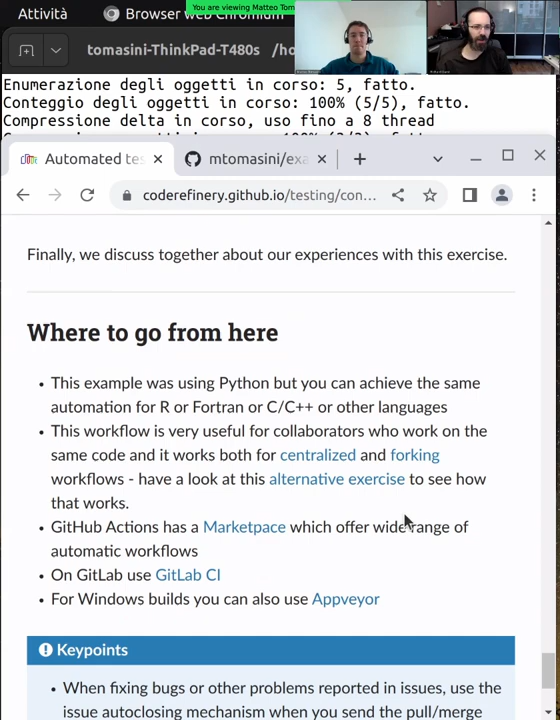 You are viewing Matteo Tom
Attività
Browser web Chromium
tomasini-ThinkPad-T480s
Enumerazione degli oggetti in corso: 5, fatto.
Conteggio degli oggetti in corso: 100% (5/5), fatto.
Compressione delta in corso, uso fino a 8 thread
Automated tes
mtomasini/exa
coderefinery.github.io/testing/con...
Finally, we discuss together about our experiences with this exercise.
Where to go from here
• This example was using Python but you can achieve the same
automation for R or Fortran or C/C++ or other languages
• This workflow is very useful for collaborators who work on the
same code and it works both for centralized and forking
workflows - have a look at this alternative exercise to see how
that works.
• GitHub Actions has a Marketplace which offer wide range of
automatic workflows
• On GitLab use GitLab CI
• For Windows builds you can also use Appveyor
Keypoints
• When fixing bugs or other problems reported in issues, use the
issue autoclosing mechanism when you send the pull/merge